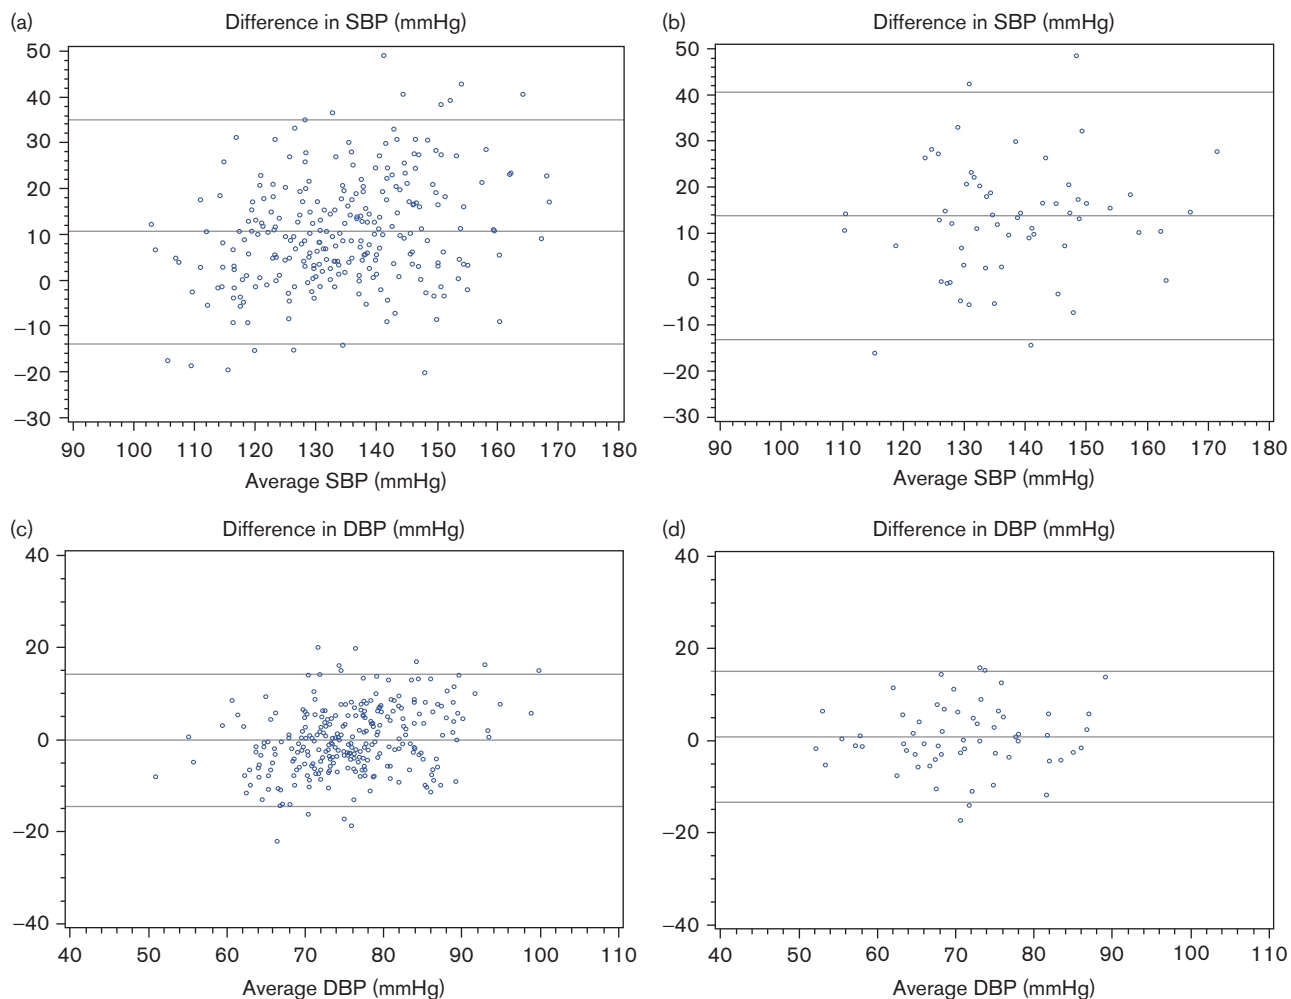 (a) Difference in SBP (mmHg)
50
40
30
20
10
0
−10
−20
−30
90 100 110 120 130 140 150 160 170 180
Average SBP (mmHg)
(b) Difference in SBP (mmHg)
50
40
30
20
10
0
−10
−20
−30
90 100 110 120 130 140 150 160 170 180
Average SBP (mmHg)
(c) Difference in DBP (mmHg)
40
20
0
−20
−40
40 50 60 70 80 90 100 110
Average DBP (mmHg)
(d) Difference in DBP (mmHg)
40
20
0
−20
−40
40 50 60 70 80 90 100 110
Average DBP (mmHg)